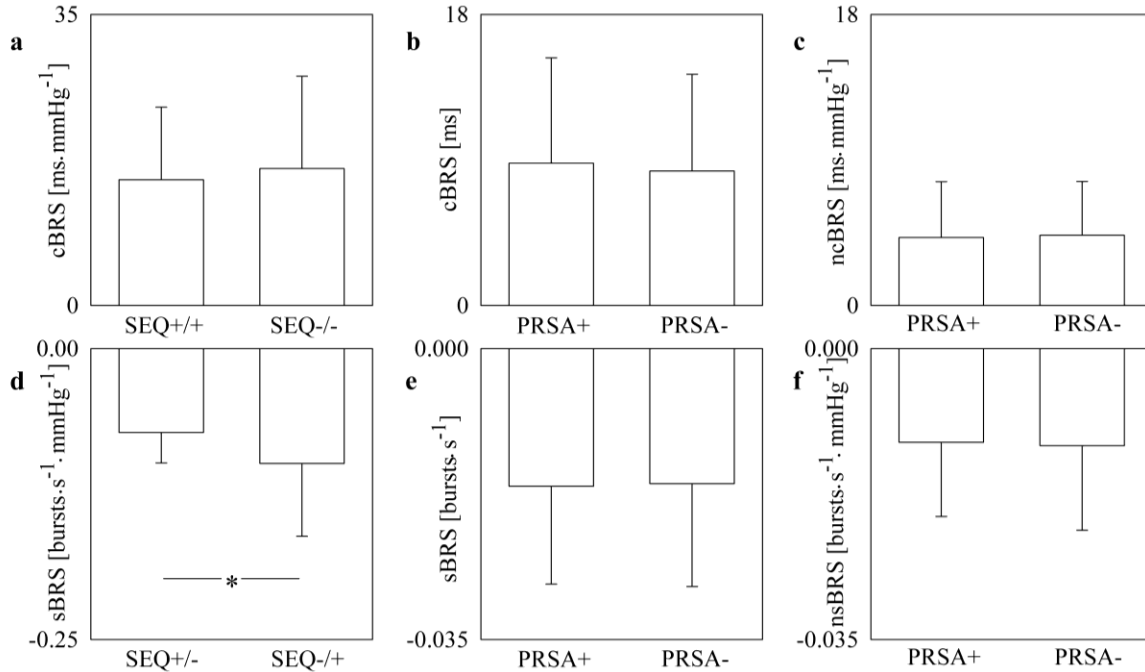 35
a
cBRS [ms·mmHg⁻¹]
0
SEQ+/+ SEQ-/-
18
b
cBRS [ms]
0
PRSA+ PRSA-
18
c
ncBRS [ms·mmHg⁻¹]
0
PRSA+ PRSA-
0.00
d
sBRS [bursts·s⁻¹·mmHg⁻¹]
*
-0.25
SEQ+/- SEQ-/+
0.000
e
sBRS [bursts·s⁻¹]
-0.035
PRSA+ PRSA-
0.000
f
nsBRS [bursts·s⁻¹·mmHg⁻¹]
-0.035
PRSA+ PRSA-